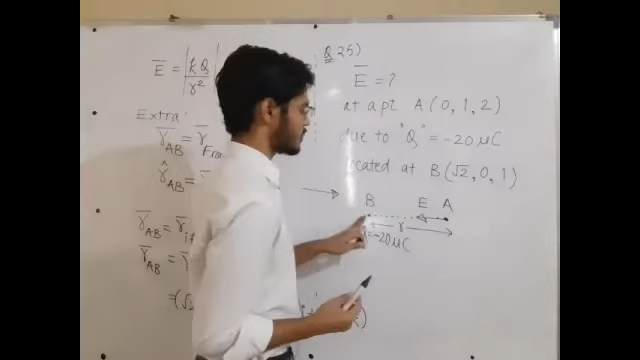 E̅ = |kQ/r²|
Extra:
r̅AB = r̅From
r̂AB =
r̅AB = r̅
r̅AB =
=(√2
Q 25)
E̅ = ?
at a pt A(0, 1, 2)
due to "Q" = -20 μC
located at B(√2, 0, 1)
B E A
r
= -20 μC